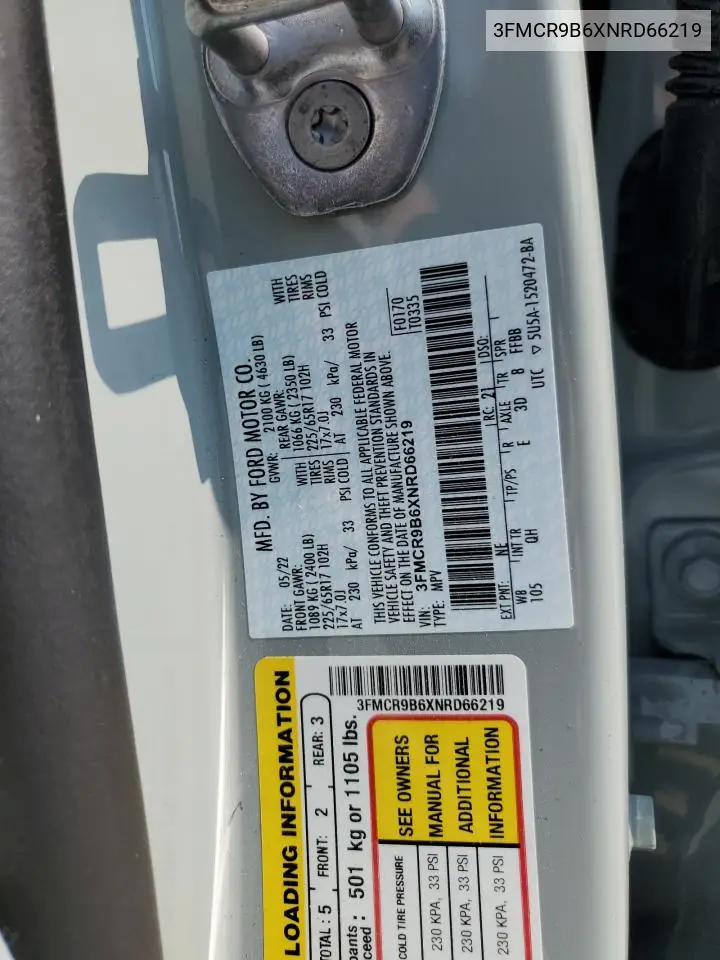 3FMCR9B6XNRD66219
MFD. BY FORD MOTOR CO.
DATE: 05/22 GVWR: 2100 KG ( 4630 LB)
FRONT GAWR: REAR GAWR:
1089 KG ( 2400 LB) WITH 1066 KG ( 2350 LB) WITH
225/65R17 102H TIRES 225/65R17 102H TIRES
17x7.0J RIMS 17x7.0J RIMS
AT 230 kPa/ 33 PSI COLD AT 230 kPa/ 33 PSI COLD
THIS VEHICLE CONFORMS TO ALL APPLICABLE FEDERAL MOTOR
VEHICLE SAFETY AND THEFT PREVENTION STANDARDS IN
EFFECT ON THE DATE OF MANUFACTURE SHOWN ABOVE.
VIN: 3FMCR9B6XNRD66219 F0170
TYPE: MPV T0335
EXT PNT: NE RC: 21 DSO:
WB INT TR TP/PS R AXLE TR SPR
105 QH E 3D 8 FFBB
UTC ▽ 5U5A-1520472-BA
LOADING INFORMATION
TOTAL : 5 FRONT: 2 REAR: 3
3FMCR9B6XNRD66219
pants :
ceed : 501 kg or 1105 lbs.
COLD TIRE PRESSURE SEE OWNERS
230 KPA, 33 PSI MANUAL FOR
230 KPA, 33 PSI ADDITIONAL
230 KPA, 33 PSI INFORMATION